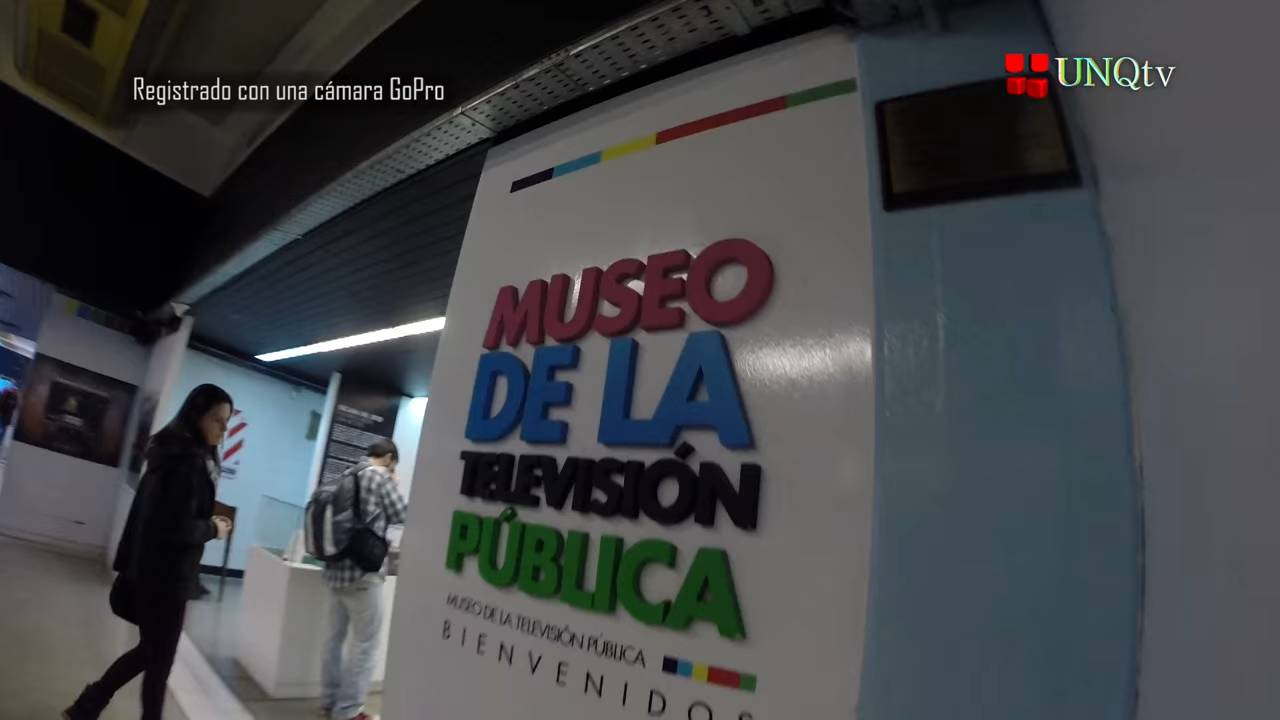 Registrado con una cámara GoPro
UNQtv
MUSEO
DE LA
TELEVISIÓN
PÚBLICA
MUSEO DE LA TELEVISIÓN PÚBLICA
BIENVENIDOS